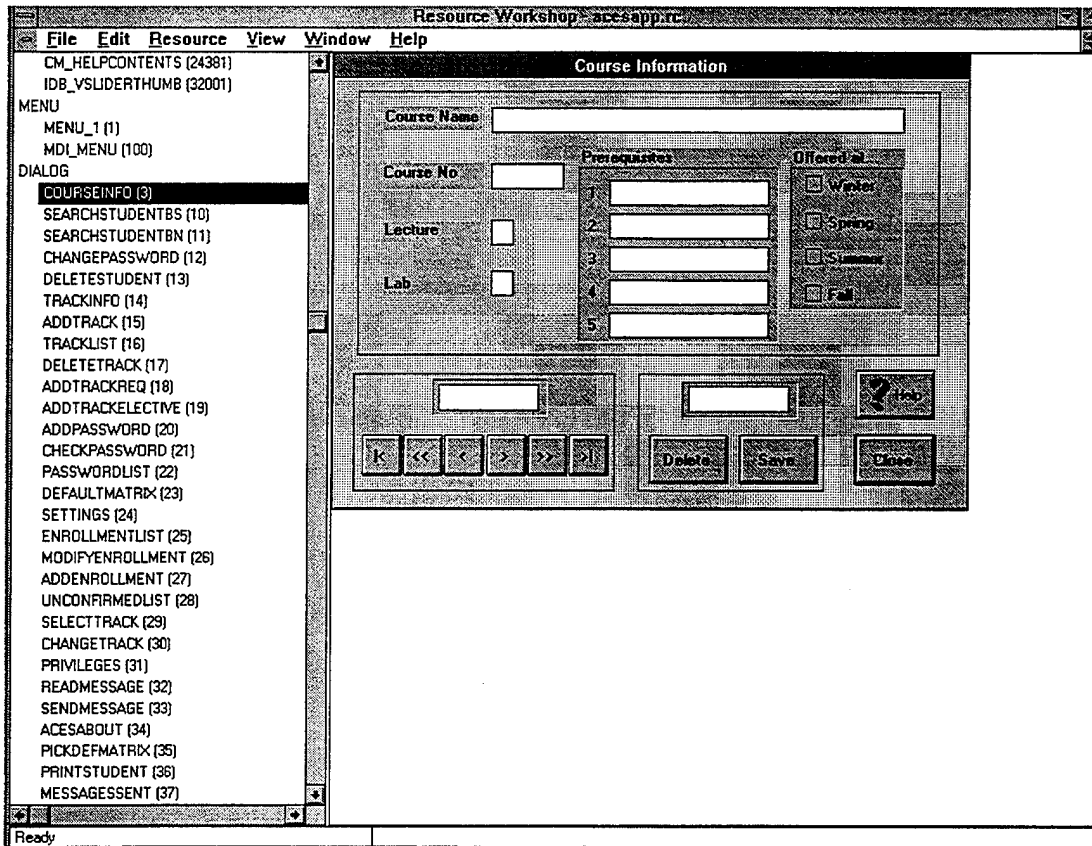 Resource Workshop - acesapp.rc
File Edit Resource View Window Help
CM_HELPCONTENTS (24381)
IDB_VSLIDERTHUMB (32001)
MENU
MENU_1 (1)
MDI_MENU (100)
DIALOG
COURSEINFO (3)
SEARCHSTUDENTBS (10)
SEARCHSTUDENTBN (11)
CHANGEPASSWORD (12)
DELETESTUDENT (13)
TRACKINFO (14)
ADDTRACK (15)
TRACKLIST (16)
DELETETRACK (17)
ADDTRACKREQ (18)
ADDTRACKELECTIVE (19)
ADDPASSWORD (20)
CHECKPASSWORD (21)
PASSWORDLIST (22)
DEFAULTMATRIX (23)
SETTINGS (24)
ENROLLMENTLIST (25)
MODIFYENROLLMENT (26)
ADDENROLLMENT (27)
UNCONFIRMEDLIST (28)
SELECTTRACK (29)
CHANGETRACK (30)
PRIVILEGES (31)
READMESSAGE (32)
SENDMESSAGE (33)
ACESABOUT (34)
PICKDEFMATRIX (35)
PRINTSTUDENT (36)
MESSAGESSENT (37)
Ready
Course Information
Course Name
Course No
Lecture
Lab
Prerequisites
1
2
3
4
5
Offered at...
Winter
Spring
Summer
Fall
|< << < > >> >|
Delete Save
? Help
Close